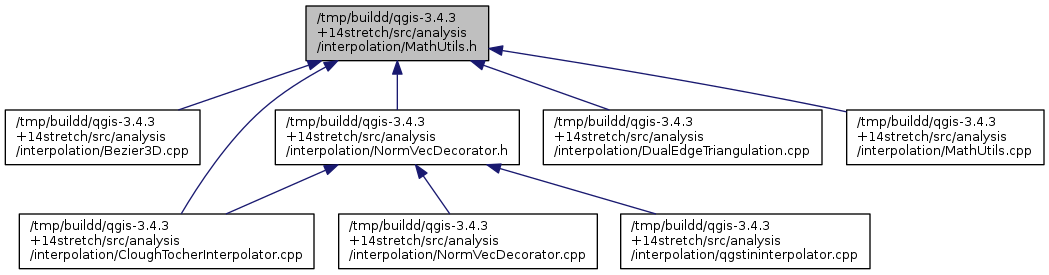 /tmp/buildd/qgis-3.4.3
+14stretch/src/analysis
/interpolation/MathUtils.h
/tmp/buildd/qgis-3.4.3
+14stretch/src/analysis
/interpolation/Bezier3D.cpp
/tmp/buildd/qgis-3.4.3
+14stretch/src/analysis
/interpolation/NormVecDecorator.h
/tmp/buildd/qgis-3.4.3
+14stretch/src/analysis
/interpolation/DualEdgeTriangulation.cpp
/tmp/buildd/qgis-3.4.3
+14stretch/src/analysis
/interpolation/MathUtils.cpp
/tmp/buildd/qgis-3.4.3
+14stretch/src/analysis
/interpolation/CloughTocherInterpolator.cpp
/tmp/buildd/qgis-3.4.3
+14stretch/src/analysis
/interpolation/NormVecDecorator.cpp
/tmp/buildd/qgis-3.4.3
+14stretch/src/analysis
/interpolation/qgstininterpolator.cpp